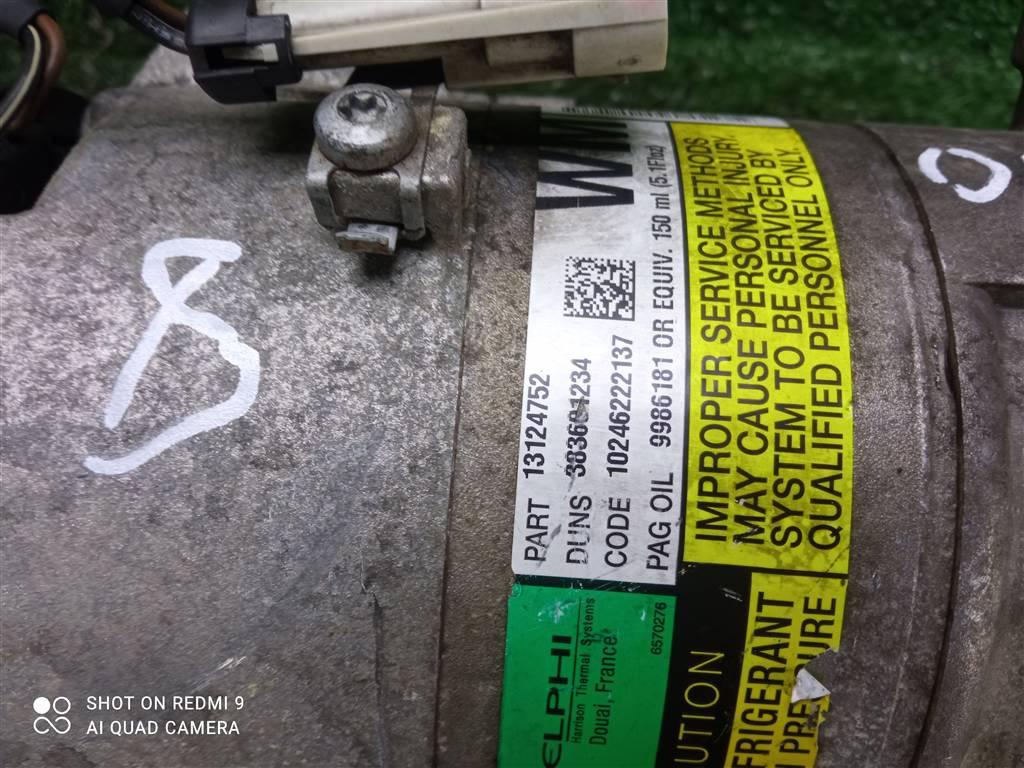 W
PART 13124752
DUNS
CODE 10246222137
PAG OIL 9986181 OR EQUIV. 150 ml (5.1Floz)
IMPROPER SERVICE METHODS
MAY CAUSE PERSONAL INJURY.
SYSTEM TO BE SERVICED BY
QUALIFIED PERSONNEL ONLY.
ELPHI
Harrison Thermal Systems
Douai, France
6570276
UTION
FRIGERANT
PRE URE
8
SHOT ON REDMI 9
AI QUAD CAMERA